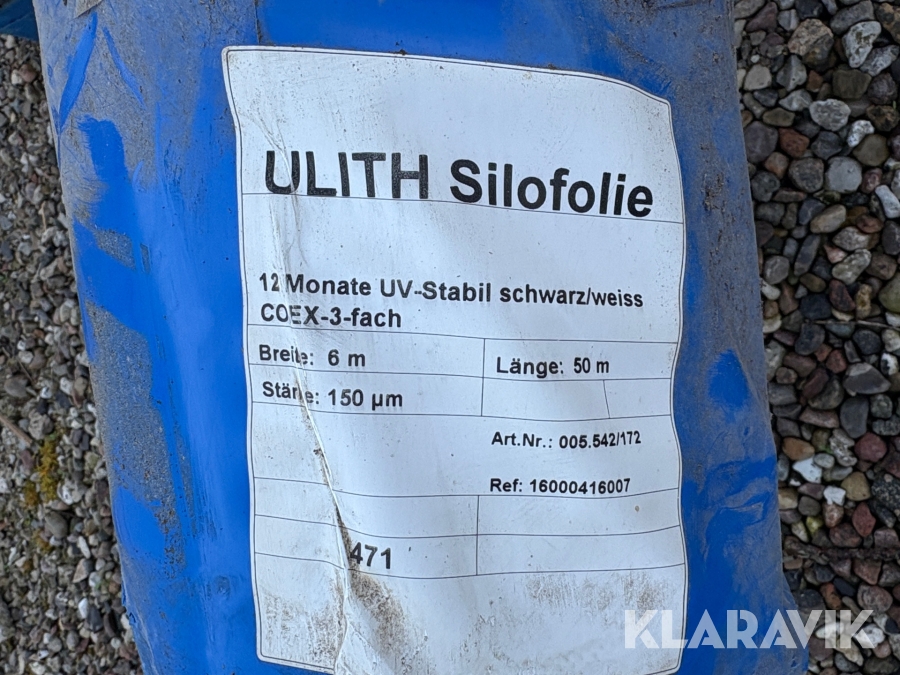 ULITH Silofolie
12 Monate UV-Stabil schwarz/weiss
COEX-3-fach
Breite: 6 m
Länge: 50 m
Stärke: 150 µm
Art.Nr.: 005.542/172
Ref: 16000416007
471
KLARAVIK